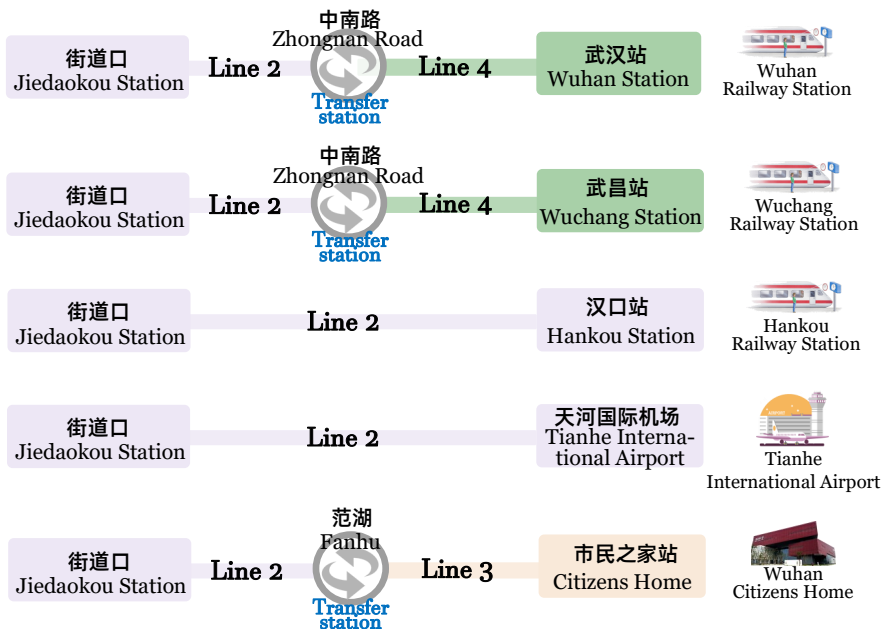 中南路
Zhongnan Road
街道口
Jiedaokou Station
Line 2
Line 4
武汉站
Wuhan Station
Transfer
station
Wuhan
Railway Station
中南路
Zhongnan Road
街道口
Jiedaokou Station
Line 2
Line 4
武昌站
Wuchang Station
Transfer
station
Wuchang
Railway Station
街道口
Jiedaokou Station
Line 2
汉口站
Hankou Station
Hankou
Railway Station
街道口
Jiedaokou Station
Line 2
天河国际机场
Tianhe Interna-
tional Airport
Tianhe
International Airport
范湖
Fanhu
街道口
Jiedaokou Station
Line 2
Line 3
市民之家站
Citizens Home
Transfer
station
Wuhan
Citizens Home